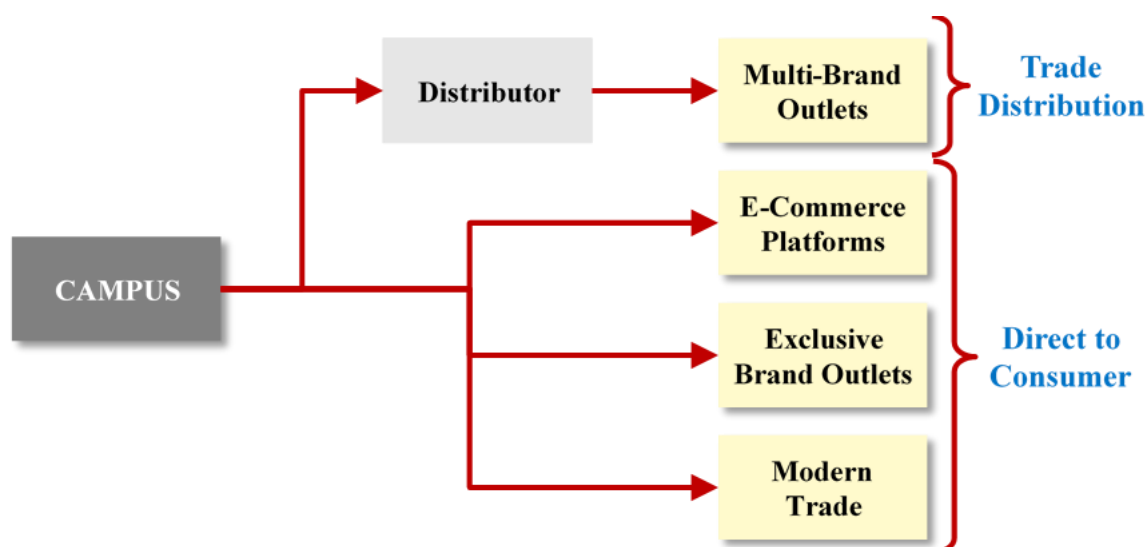 CAMPUS
Distributor
Multi-Brand
Outlets
Trade
Distribution
E-Commerce
Platforms
Exclusive
Brand Outlets
Modern
Trade
Direct to
Consumer